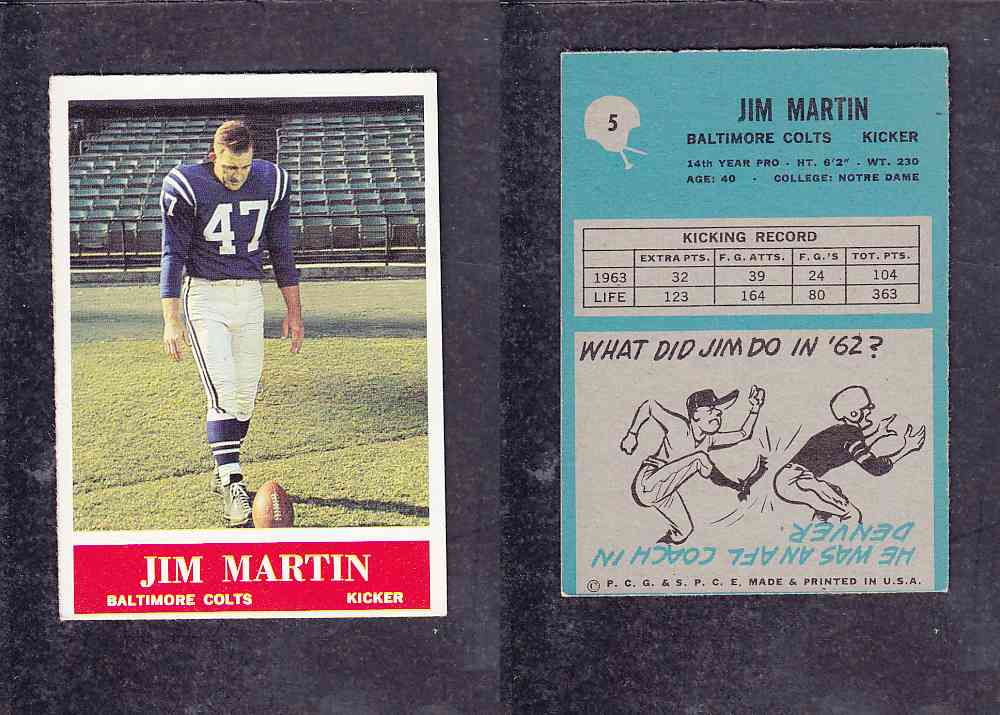 47
47
JIM MARTIN
BALTIMORE COLTS KICKER
5
JIM MARTIN
BALTIMORE COLTS KICKER
14th YEAR PRO - HT. 6'2" - WT. 230
AGE: 40 - COLLEGE: NOTRE DAME
KICKING RECORD
EXTRA PTS. F. G. ATTS. F. G.'S TOT. PTS.
1963 32 39 24 104
LIFE 123 164 80 363
WHAT DID JIM DO IN '62?
HE WAS AN AFL COACH IN
DENVER.
© P. C. G. & S. P. C. E, MADE & PRINTED IN U.S.A.